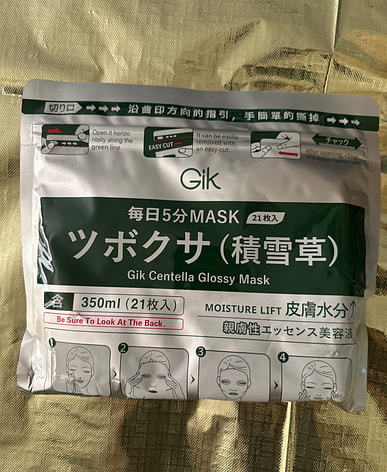 切り口 沿齒印方向的指引，手簡單的撕掉
Open it horizo
ntally along the
green line.
EASY CUT
It can be easily
removed with
an easy-cut.
チャック
After opening, close
Gik
毎日5分MASK 21枚入
ツボクサ(積雪草)
Gik Centella Glossy Mask
含 350ml (21枚入)
MOISTURE LIFT 皮膚水分↑
Be Sure To Look At The Back.
親膚性エッセンス美容液
1 2 3 4